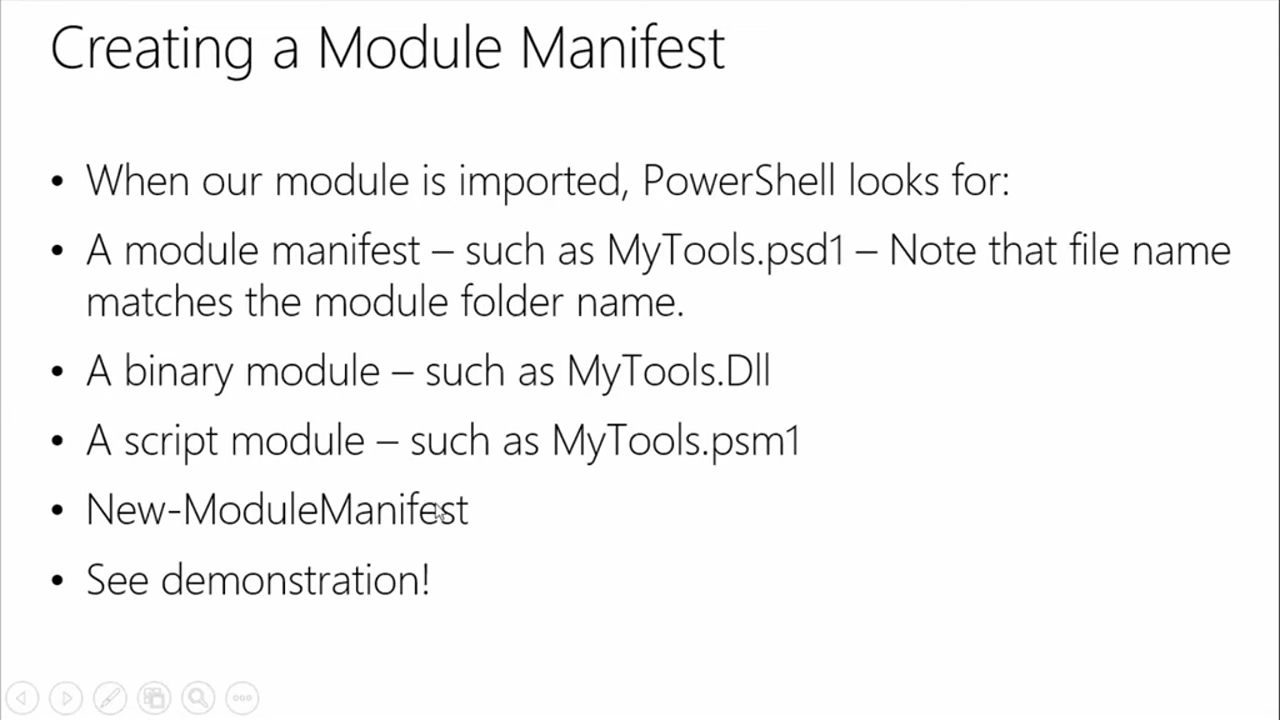 Creating a Module Manifest
• When our module is imported, PowerShell looks for:
• A module manifest – such as MyTools.psd1 – Note that file name
matches the module folder name.
• A binary module – such as MyTools.Dll
• A script module – such as MyTools.psm1
• New-ModuleManifest
• See demonstration!